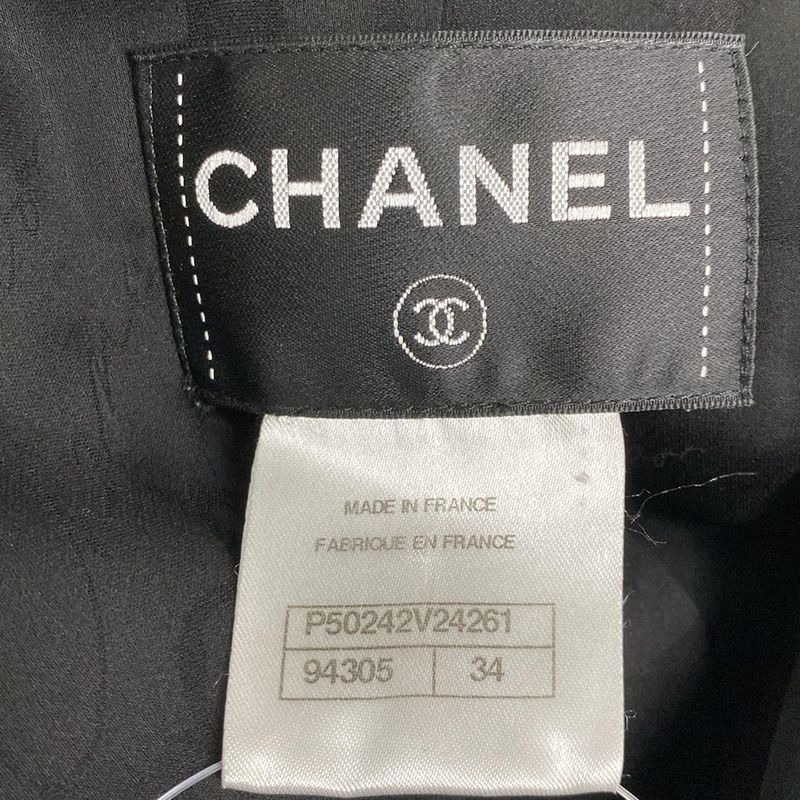 CHANEL
MADE IN FRANCE
FABRIQUE EN FRANCE
P50242V24261
94305 34